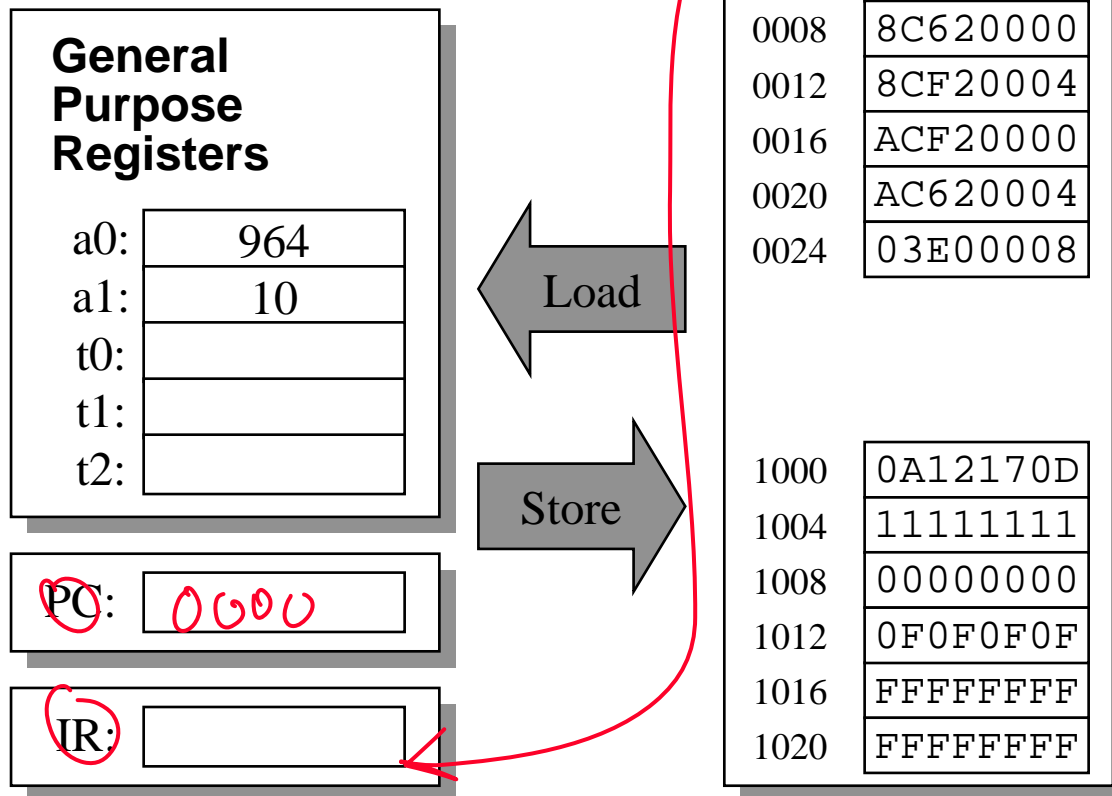 General
Purpose
Registers
a0: 964
a1: 10
t0:
t1:
t2:
PC: 0000
IR:
Load
Store
0008 8C620000
0012 8CF20004
0016 ACF20000
0020 AC620004
0024 03E00008
1000 0A12170D
1004 11111111
1008 00000000
1012 0F0F0F0F
1016 FFFFFFFF
1020 FFFFFFFF